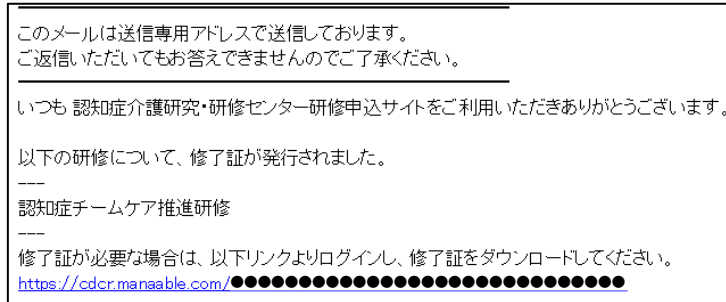 このメールは送信専用アドレスで送信しております。
ご返信いただいてもお答えできませんのでご了承ください。
いつも 認知症介護研究・研修センター研修申込サイトをご利用いただきありがとうございます。
以下の研修について、修了証が発行されました。
---
認知症チームケア推進研修
---
修了証が必要な場合は、以下リンクよりログインし、修了証をダウンロードしてください。
https://cdcr.manaable.com/●●●●●●●●●●●●●●●●●●●●●●●●●●●●●